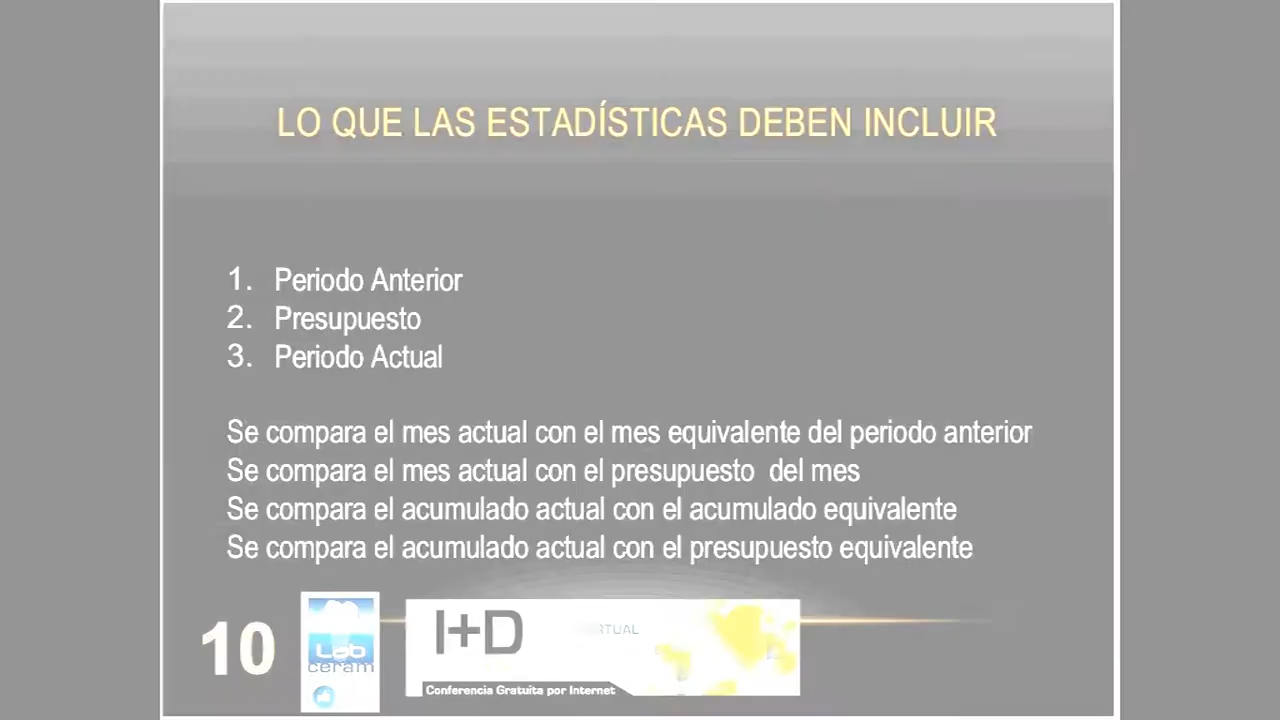 LO QUE LAS ESTADÍSTICAS DEBEN INCLUIR
1. Periodo Anterior
2. Presupuesto
3. Periodo Actual
Se compara el mes actual con el mes equivalente del periodo anterior
Se compara el mes actual con el presupuesto del mes
Se compara el acumulado actual con el acumulado equivalente
Se compara el acumulado actual con el presupuesto equivalente
10
Lab
ceram
I+D
Conferencia Gratuita por Internet